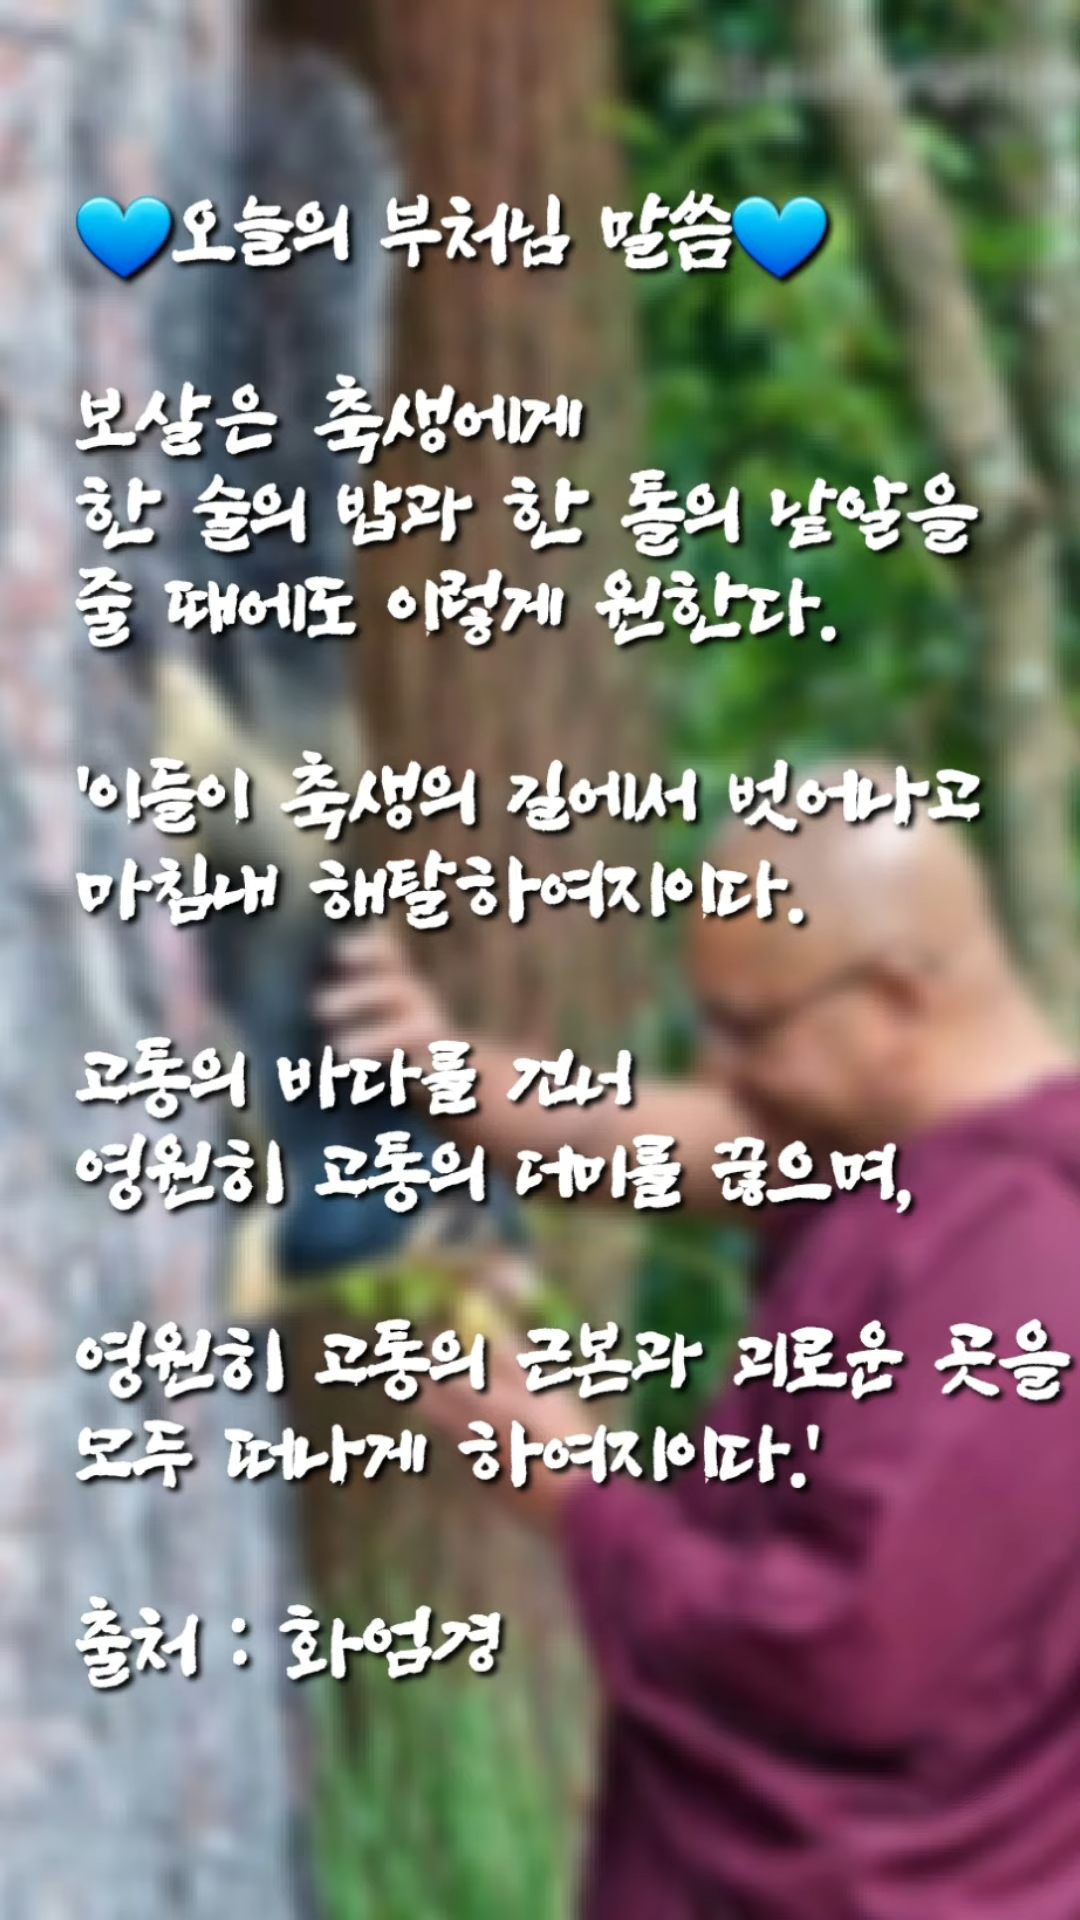 💙오늘의 부처님 말씀💙
보살은 축생에게
한 술의 밥과 한 톨의 낱알을
줄 때에도 이렇게 원한다.
'이들이 축생의 길에서 벗어나고
마침내 해탈하여지이다.
고통의 바다를 건너
영원히 고통의 더미를 끊으며,
영원히 고통의 근본과 괴로운 곳을
모두 떠나게 하여지이다.'
출처 : 화엄경